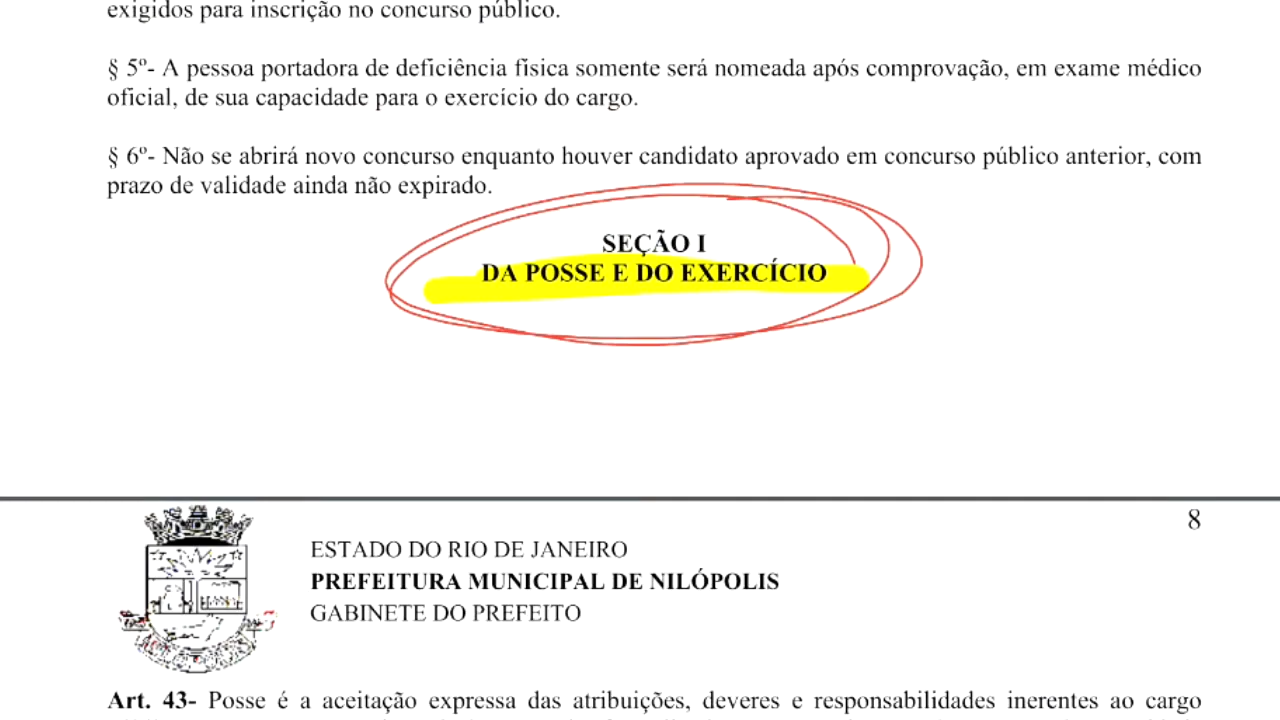 exigidos para inscrição no concurso público.
§ 5º- A pessoa portadora de deficiência física somente será nomeada após comprovação, em exame médico
oficial, de sua capacidade para o exercício do cargo.
§ 6º- Não se abrirá novo concurso enquanto houver candidato aprovado em concurso público anterior, com
prazo de validade ainda não expirado.
SEÇÃO I
DA POSSE E DO EXERCÍCIO
8
ESTADO DO RIO DE JANEIRO
PREFEITURA MUNICIPAL DE NILÓPOLIS
GABINETE DO PREFEITO
Art. 43- Posse é a aceitação expressa das atribuições, deveres e responsabilidades inerentes ao cargo